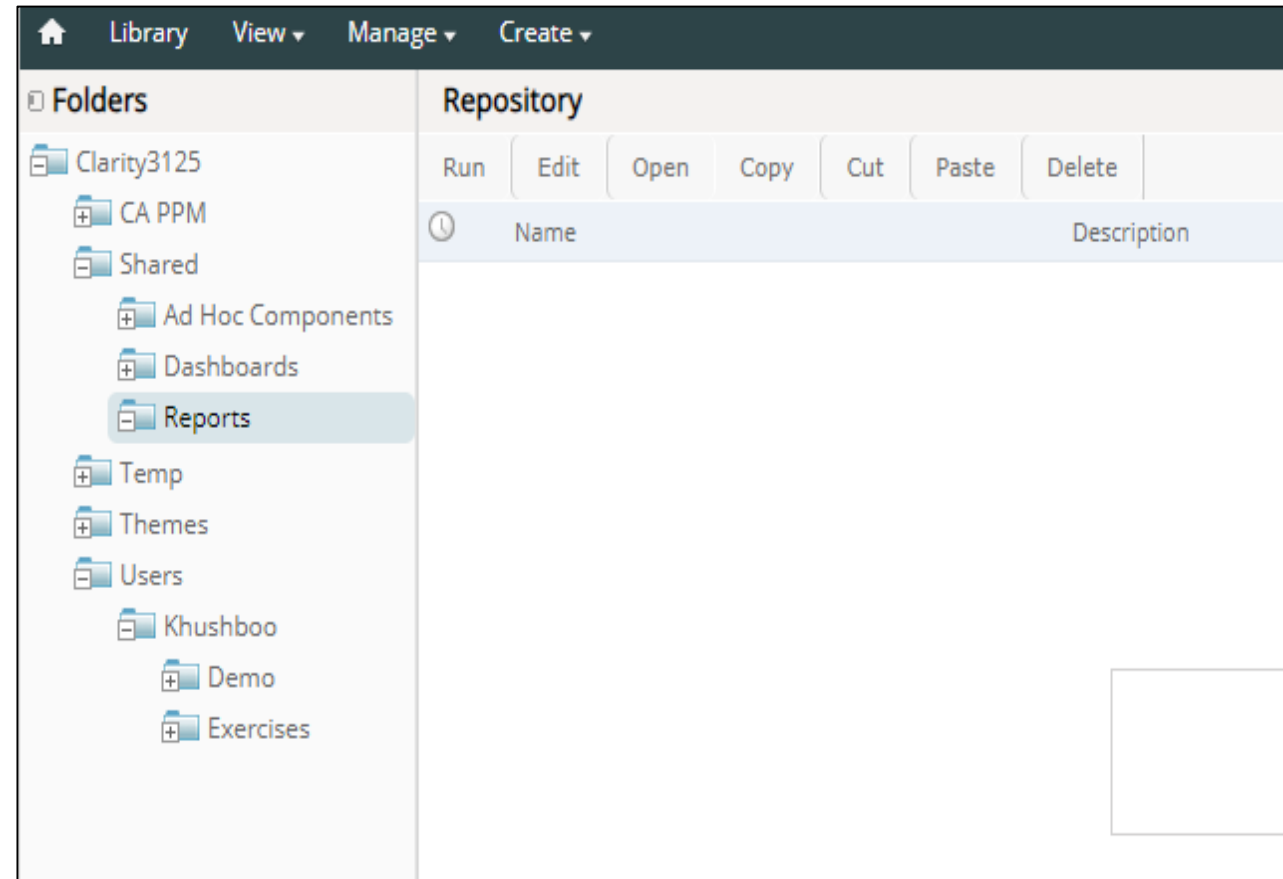 Library View Manage Create
Folders
Clarity3125
CA PPM
Shared
Ad Hoc Components
Dashboards
Reports
Temp
Themes
Users
Khushboo
Demo
Exercises
Repository
Run Edit Open Copy Cut Paste Delete
Name Description